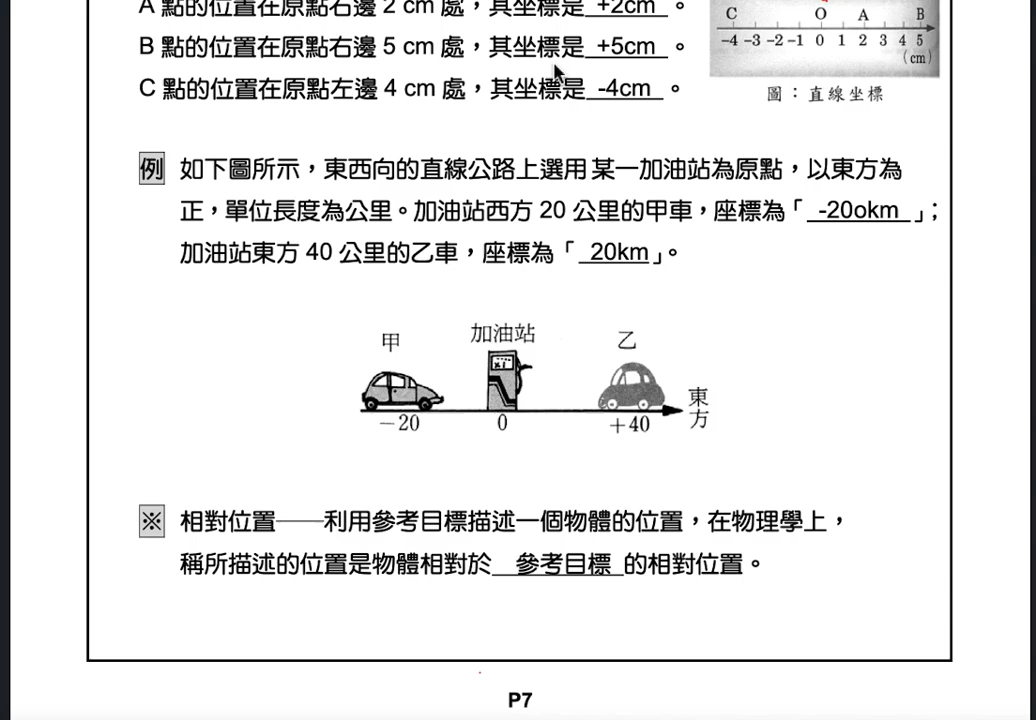 A 點的位置在原點右邊 2 cm 處，其坐標是 +2cm 。
B 點的位置在原點右邊 5 cm 處，其坐標是 +5cm 。
C 點的位置在原點左邊 4 cm 處，其坐標是 -4cm 。
C O A B
-4 -3 -2 -1 0 1 2 3 4 5
(cm)
圖：直線坐標
例 如下圖所示，東西向的直線公路上選用某一加油站為原點，以東方為
正，單位長度為公里。加油站西方 20 公里的甲車，座標為「 -20okm 」；
加油站東方 40 公里的乙車，座標為「 20km 」。
甲 加油站 乙
東方
-20 0 +40
※ 相對位置──利用參考目標描述一個物體的位置，在物理學上，
稱所描述的位置是物體相對於 參考目標 的相對位置。
P7